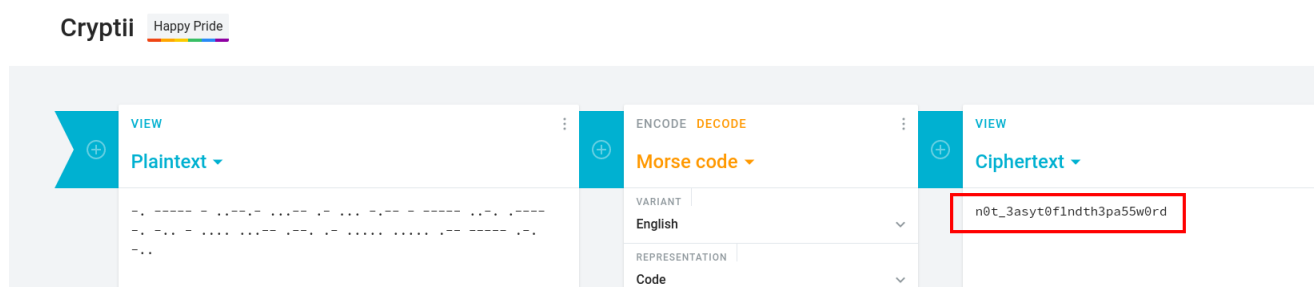 Cryptii
Happy Pride
VIEW
Plaintext
-. ----- - ..--.- ...-- .- ... -.-- - ----- ..-. .----
-. -.. - .... ...-- .--. .- ..... ..... .-- ----- .-.
-..
ENCODE DECODE
Morse code
VARIANT
English
REPRESENTATION
Code
VIEW
Ciphertext
n0t_3asyt0f1ndth3pa55w0rd